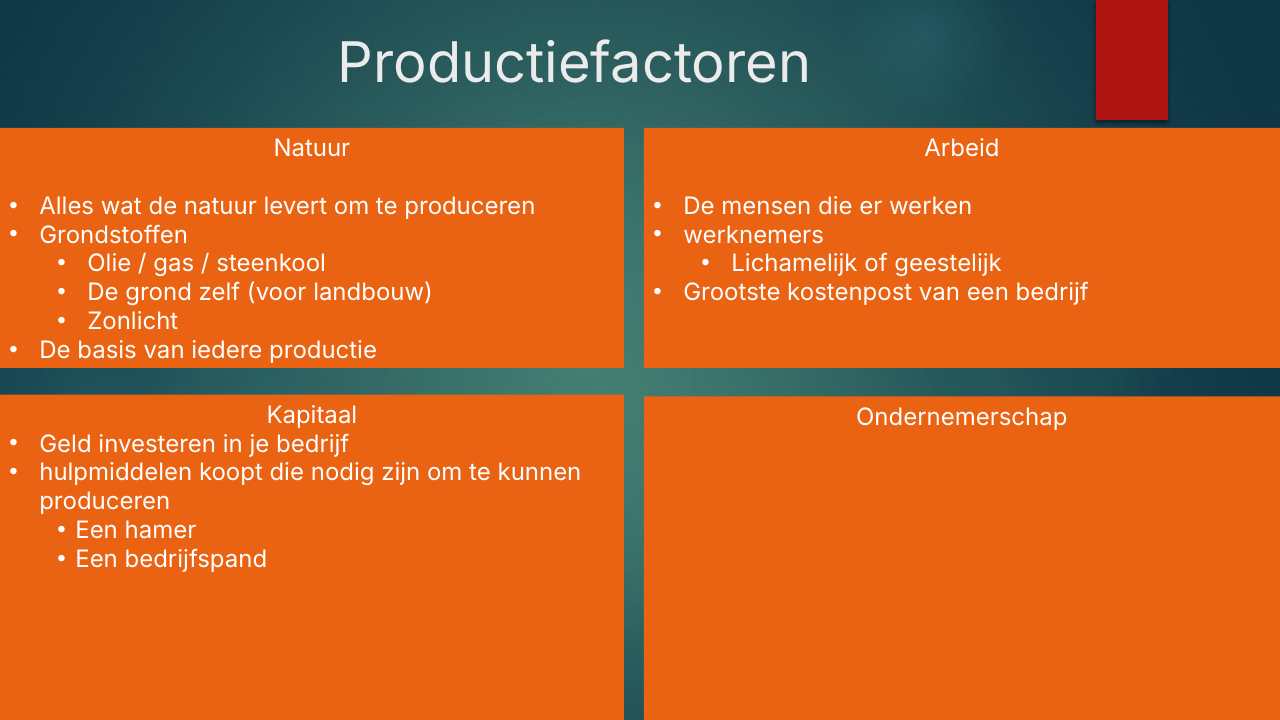 Productiefactoren
Natuur
• Alles wat de natuur levert om te produceren
• Grondstoffen
• Olie / gas / steenkool
• De grond zelf (voor landbouw)
• Zonlicht
• De basis van iedere productie
Arbeid
• De mensen die er werken
• werknemers
• Lichamelijk of geestelijk
• Grootste kostenpost van een bedrijf
Kapitaal
• Geld investeren in je bedrijf
• hulpmiddelen koopt die nodig zijn om te kunnen
produceren
• Een hamer
• Een bedrijfspand
Ondernemerschap